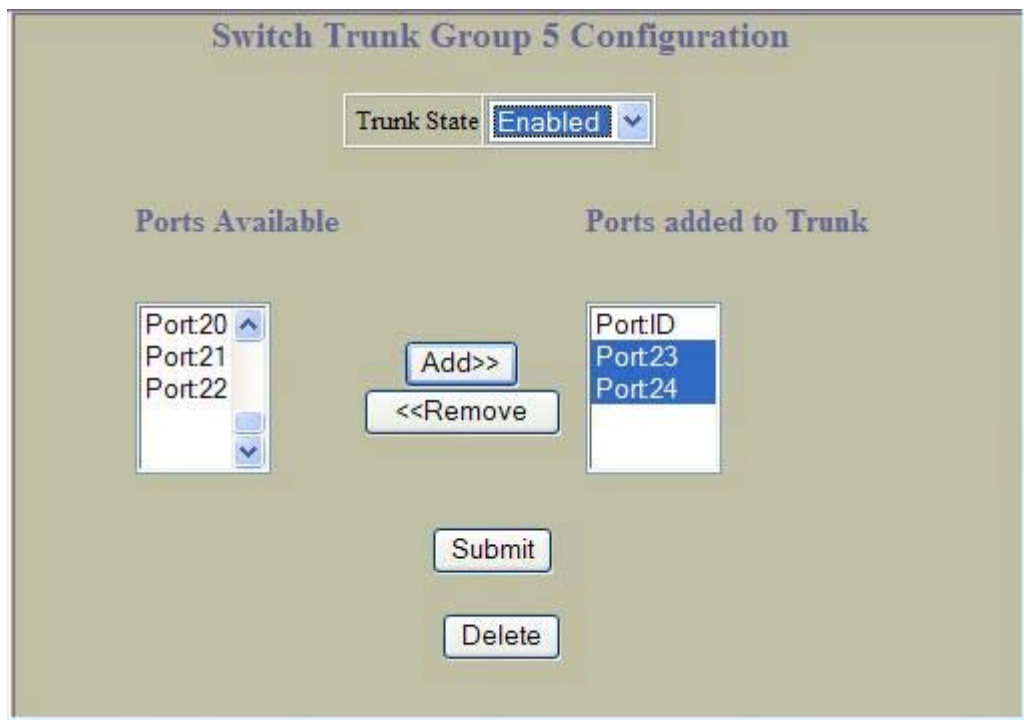 Switch Trunk Group 5 Configuration
Trunk State Enabled
Ports Available
Ports added to Trunk
Port:20
Port:21
Port:22
Add>>
<<Remove
Port:ID
Port:23
Port:24
Submit
Delete